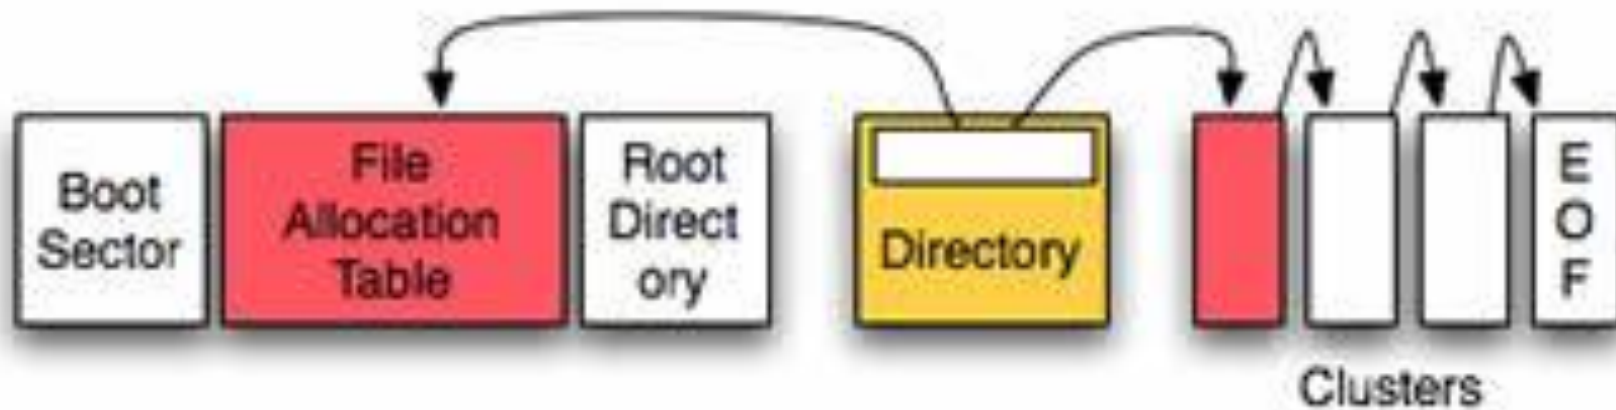 Boot
Sector
File
Allocation
Table
Root
Direct
ory
Directory
E
O
F
Clusters